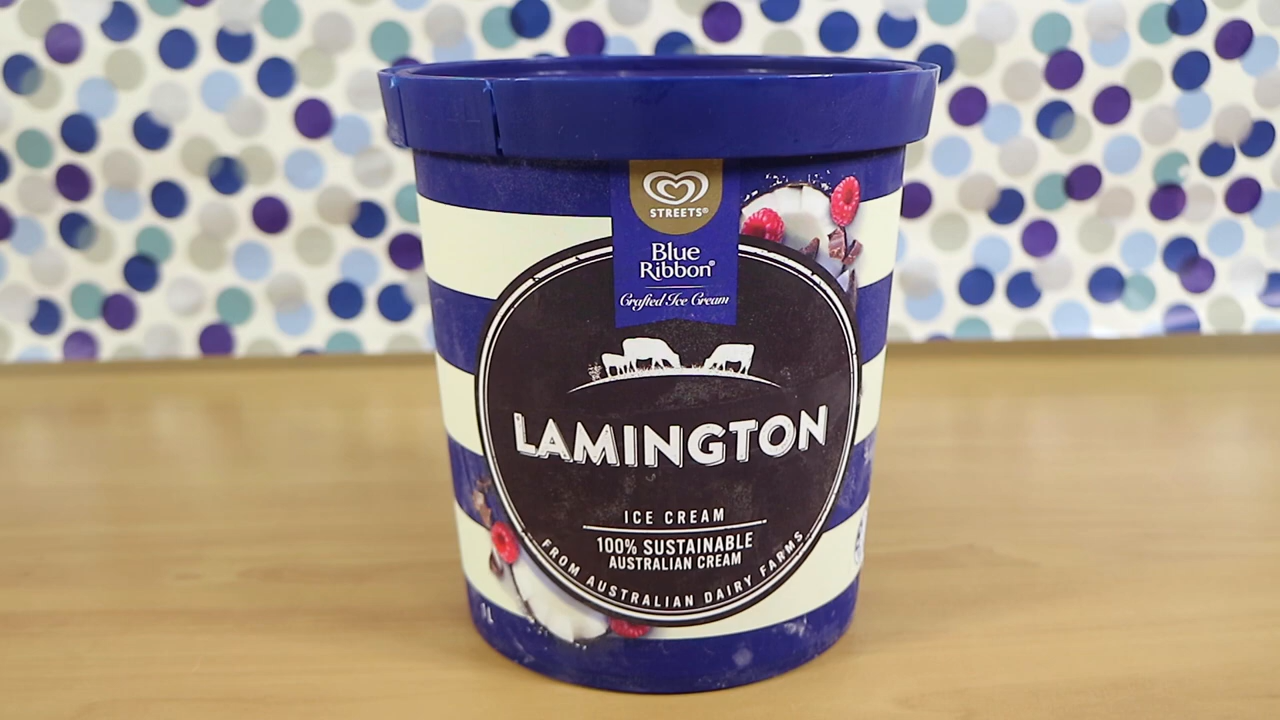 STREETS®
Blue
Ribbon®
Crafted Ice Cream
LAMINGTON
ICE CREAM
100% SUSTAINABLE
AUSTRALIAN CREAM
FROM AUSTRALIAN DAIRY FARMS
1L